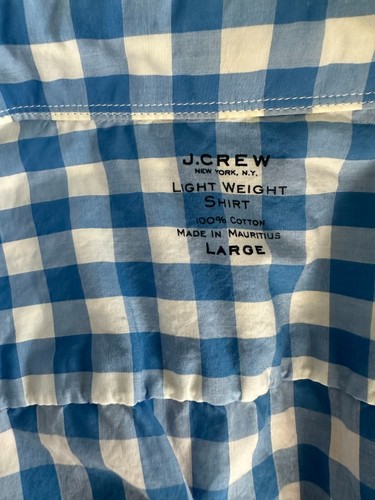 J.CREW
NEW YORK, N.Y.
LIGHT WEIGHT
SHIRT
100% COTTON
MADE IN MAURITIUS
LARGE